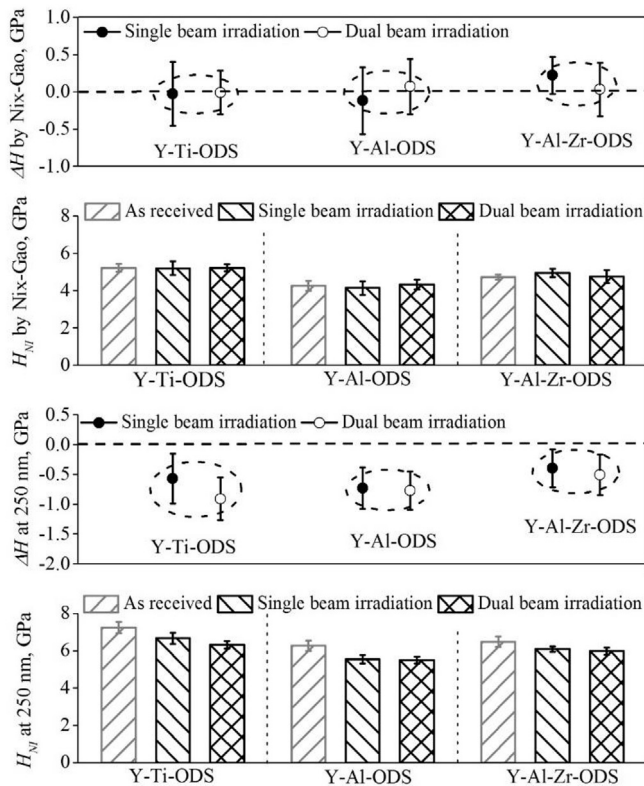 1.0
Single beam irradiation Dual beam irradiation
0.5
0.0
-0.5
-1.0
Y-Ti-ODS Y-Al-ODS Y-Al-Zr-ODS
ΔH by Nix-Gao, GPa
8
As received Single beam irradiation Dual beam irradiation
6
4
2
0
Y-Ti-ODS Y-Al-ODS Y-Al-Zr-ODS
H_NI by Nix-Gao, GPa
0.5
Single beam irradiation Dual beam irradiation
0.0
-0.5
-1.0
-1.5
-2.0
Y-Ti-ODS Y-Al-ODS Y-Al-Zr-ODS
ΔH at 250 nm, GPa
As received Single beam irradiation Dual beam irradiation
8
6
4
2
0
Y-Ti-ODS Y-Al-ODS Y-Al-Zr-ODS
H_NI at 250 nm, GPa